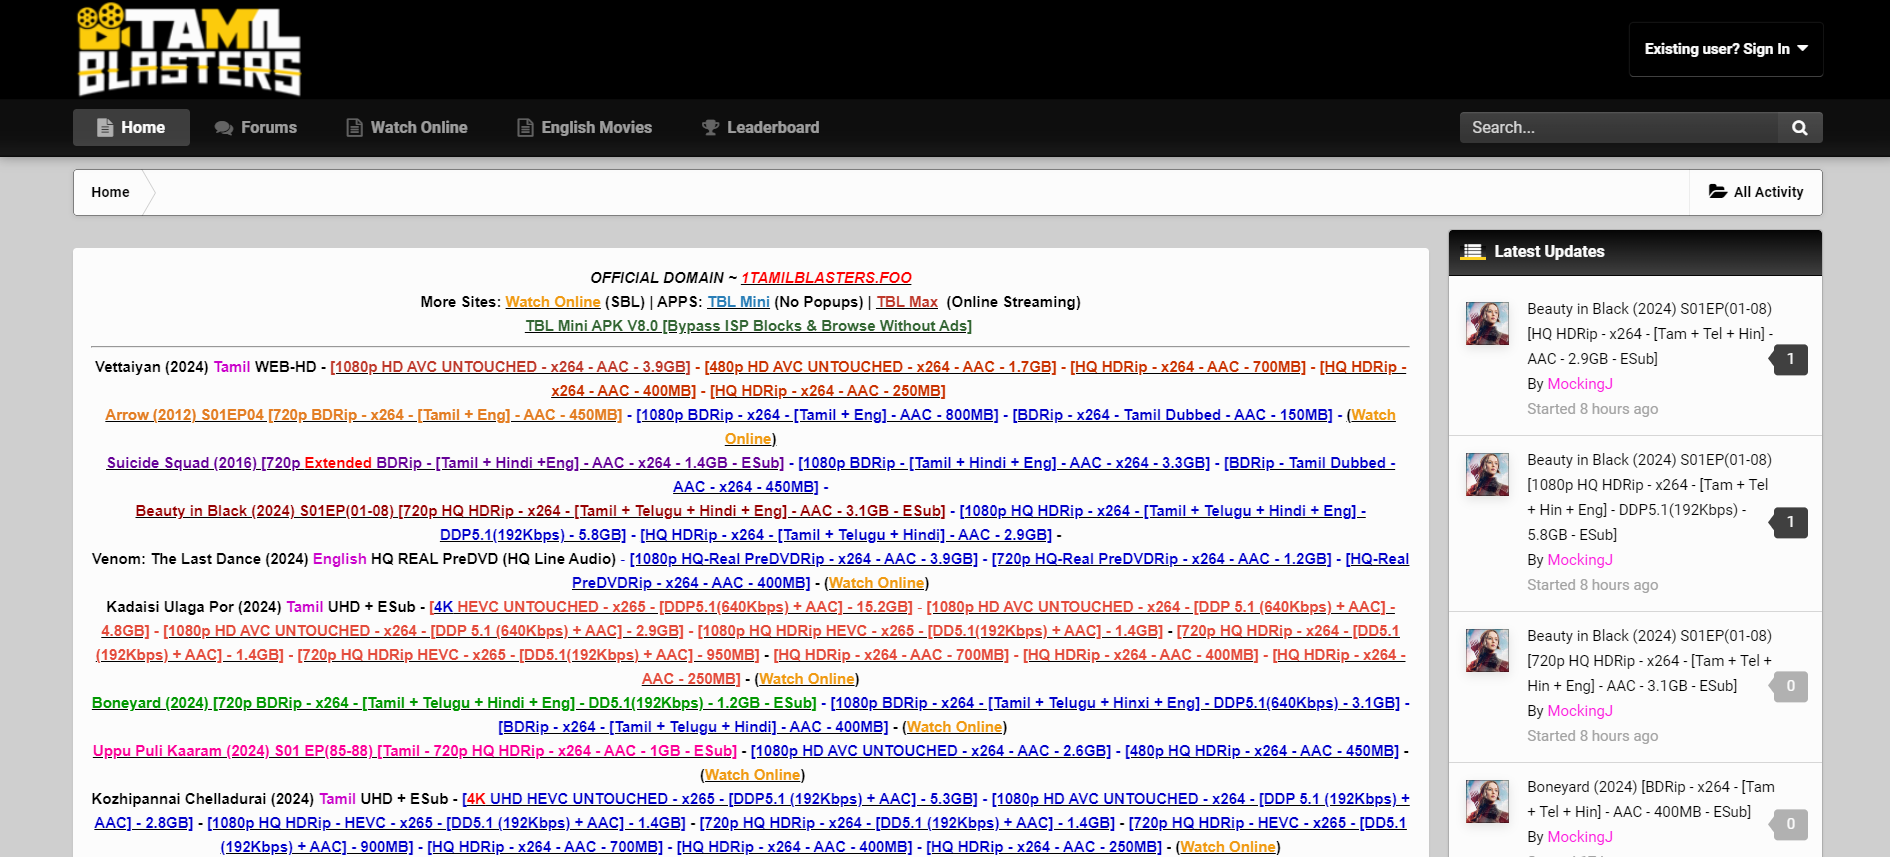 TAMIL
BLASTERS
Existing user? Sign In
Home
Forums
Watch Online
English Movies
Leaderboard
Search...
Home
All Activity
OFFICIAL DOMAIN ~ 1TAMILBLASTERS.FOO
More Sites: Watch Online (SBL) | APPS: TBL Mini (No Popups) | TBL Max (Online Streaming)
TBL Mini APK V8.0 [Bypass ISP Blocks & Browse Without Ads]
Vettaiyan (2024) Tamil WEB-HD - [1080p HD AVC UNTOUCHED - x264 - AAC - 3.9GB] - [480p HD AVC UNTOUCHED - x264 - AAC - 1.7GB] - [HQ HDRip - x264 - AAC - 700MB] - [HQ HDRip -
x264 - AAC - 400MB] - [HQ HDRip - x264 - AAC - 250MB]
Arrow (2012) S01EP04 [720p BDRip - x264 - [Tamil + Eng] - AAC - 450MB] - [1080p BDRip - x264 - [Tamil + Eng] - AAC - 800MB] - [BDRip - x264 - Tamil Dubbed - AAC - 150MB] - (Watch
Online)
Suicide Squad (2016) [720p Extended BDRip - [Tamil + Hindi +Eng] - AAC - x264 - 1.4GB - ESub] - [1080p BDRip - [Tamil + Hindi + Eng] - AAC - x264 - 3.3GB] - [BDRip - Tamil Dubbed -
AAC - x264 - 450MB] -
Beauty in Black (2024) S01EP(01-08) [720p HQ HDRip - x264 - [Tamil + Telugu + Hindi + Eng] - AAC - 3.1GB - ESub] - [1080p HQ HDRip - x264 - [Tamil + Telugu + Hindi + Eng] -
DDP5.1(192Kbps) - 5.8GB] - [HQ HDRip - x264 - [Tamil + Telugu + Hindi] - AAC - 2.9GB] -
Venom: The Last Dance (2024) English HQ REAL PreDVD (HQ Line Audio) - [1080p HQ-Real PreDVDRip - x264 - AAC - 3.9GB] - [720p HQ-Real PreDVDRip - x264 - AAC - 1.2GB] - [HQ-Real
PreDVDRip - x264 - AAC - 400MB] - (Watch Online)
Kadaisi Ulaga Por (2024) Tamil UHD + ESub - [4K HEVC UNTOUCHED - x265 - [DDP5.1(640Kbps) + AAC] - 15.2GB] - [1080p HD AVC UNTOUCHED - x264 - [DDP 5.1 (640Kbps) + AAC] -
4.8GB] - [1080p HD AVC UNTOUCHED - x264 - [DDP 5.1 (640Kbps) + AAC] - 2.9GB] - [1080p HQ HDRip HEVC - x265 - [DD5.1(192Kbps) + AAC] - 1.4GB] - [720p HQ HDRip - x264 - [DD5.1
(192Kbps) + AAC] - 1.4GB] - [720p HQ HDRip HEVC - x265 - [DD5.1(192Kbps) + AAC] - 950MB] - [HQ HDRip - x264 - AAC - 700MB] - [HQ HDRip - x264 - AAC - 400MB] - [HQ HDRip - x264 -
AAC - 250MB] - (Watch Online)
Boneyard (2024) [720p BDRip - x264 - [Tamil + Telugu + Hindi + Eng] - DD5.1(192Kbps) - 1.2GB - ESub] - [1080p BDRip - x264 - [Tamil + Telugu + Hinxi + Eng] - DDP5.1(640Kbps) - 3.1GB] -
[BDRip - x264 - [Tamil + Telugu + Hindi] - AAC - 400MB] - (Watch Online)
Uppu Puli Kaaram (2024) S01 EP(85-88) [Tamil - 720p HQ HDRip - x264 - AAC - 1GB - ESub] - [1080p HD AVC UNTOUCHED - x264 - AAC - 2.6GB] - [480p HQ HDRip - x264 - AAC - 450MB] -
(Watch Online)
Kozhipannai Chelladurai (2024) Tamil UHD + ESub - [4K UHD HEVC UNTOUCHED - x265 - [DDP5.1 (192Kbps) + AAC] - 5.3GB] - [1080p HD AVC UNTOUCHED - x264 - [DDP 5.1 (192Kbps) +
AAC] - 2.8GB] - [1080p HQ HDRip - HEVC - x265 - [DD5.1 (192Kbps) + AAC] - 1.4GB] - [720p HQ HDRip - x264 - [DD5.1 (192Kbps) + AAC] - 1.4GB] - [720p HQ HDRip - HEVC - x265 - [DD5.1
(192Kbps) + AAC] - 900MB] - [HQ HDRip - x264 - AAC - 700MB] - [HQ HDRip - x264 - AAC - 400MB] - [HQ HDRip - x264 - AAC - 250MB] - (Watch Online)
Latest Updates
Beauty in Black (2024) S01EP(01-08)
[HQ HDRip - x264 - [Tam + Tel + Hin] -
AAC - 2.9GB - ESub]
1
By MockingJ
Started 8 hours ago
Beauty in Black (2024) S01EP(01-08)
[1080p HQ HDRip - x264 - [Tam + Tel
+ Hin + Eng] - DDP5.1(192Kbps) -
1
5.8GB - ESub]
By MockingJ
Started 8 hours ago
Beauty in Black (2024) S01EP(01-08)
[720p HQ HDRip - x264 - [Tam + Tel +
Hin + Eng] - AAC - 3.1GB - ESub]
0
By MockingJ
Started 8 hours ago
Boneyard (2024) [BDRip - x264 - [Tam
+ Tel + Hin] - AAC - 400MB - ESub]
0
By MockingJ